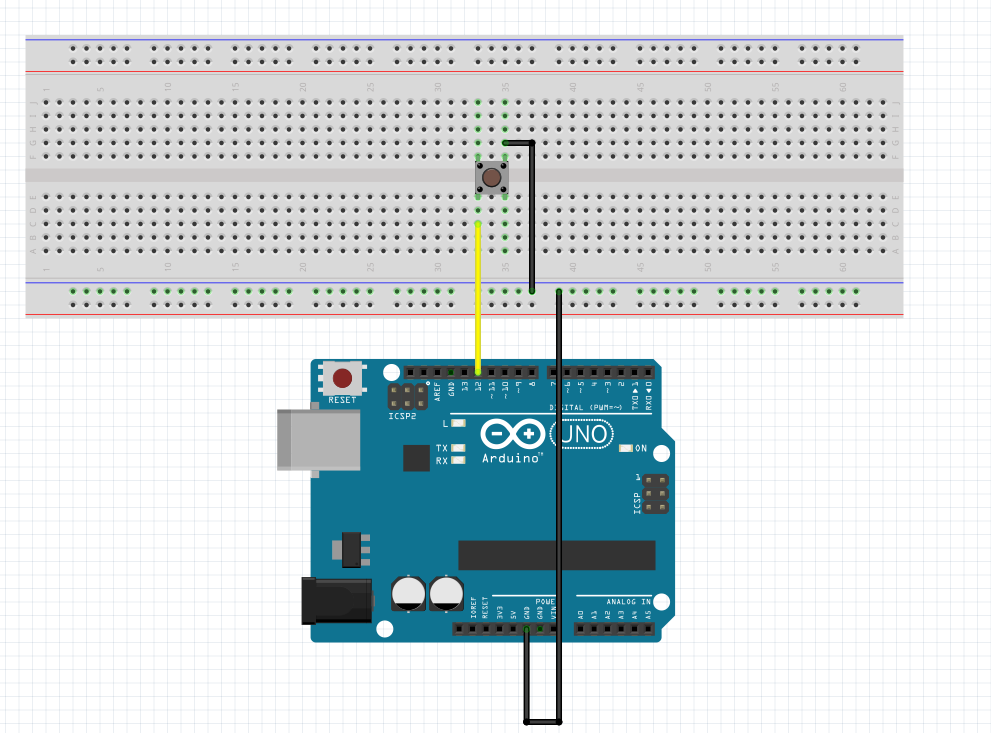 1 5 10 15 20 25 30 35 40 45 50 55 60
J J
I I
H H
G G
F F
E E
D D
C C
B B
A A
1 5 10 15 20 25 30 35 40 45 50 55 60
RESET
ICSP2
AREF
GND
13
12
~11
~10
~9
8
7
~6
~5
4
~3
2
TX0▶1
RX0◀0
DIGITAL (PWM=~)
L
TX
RX
Arduino™
UNO
ON
1
ICSP
POWE
ANALOG IN
IOREF
RESET
3V3
5V
GND
GND
VIN
A0
A1
A2
A3
A4
A5